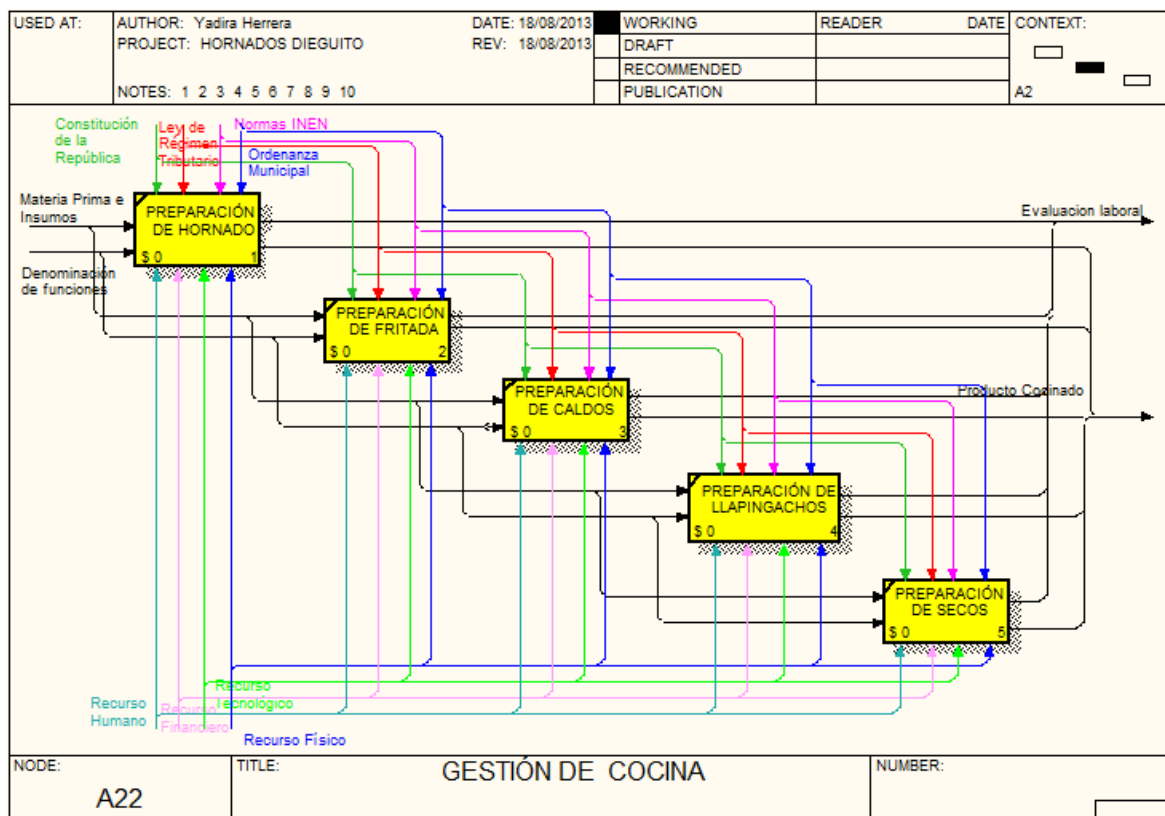 USED AT:
AUTHOR: Yadira Herrera
DATE: 18/08/2013
PROJECT: HORNADOS DIEGUITO
REV: 18/08/2013
NOTES: 1 2 3 4 5 6 7 8 9 10
WORKING
DRAFT
RECOMMENDED
PUBLICATION
READER
DATE
CONTEXT:
A2
Constitución
de la
República
Ley de
Régimen
Tributario
Normas INEN
Ordenanza
Municipal
Materia Prima e
Insumos
Denominación
de funciones
PREPARACIÓN
DE HORNADO
$ 0
1
Evaluacion laboral
PREPARACIÓN
DE FRITADA
$ 0
2
PREPARACIÓN
DE CALDOS
$ 0
3
Producto Cozinado
PREPARACIÓN DE
LLAPINGACHOS
$ 0
4
PREPARACIÓN
DE SECOS
$ 0
5
Recurso
Humano
Recurso
Financiero
Recurso
Tecnológico
Recurso Físico
NODE:
A22
TITLE:
GESTIÓN DE COCINA
NUMBER: